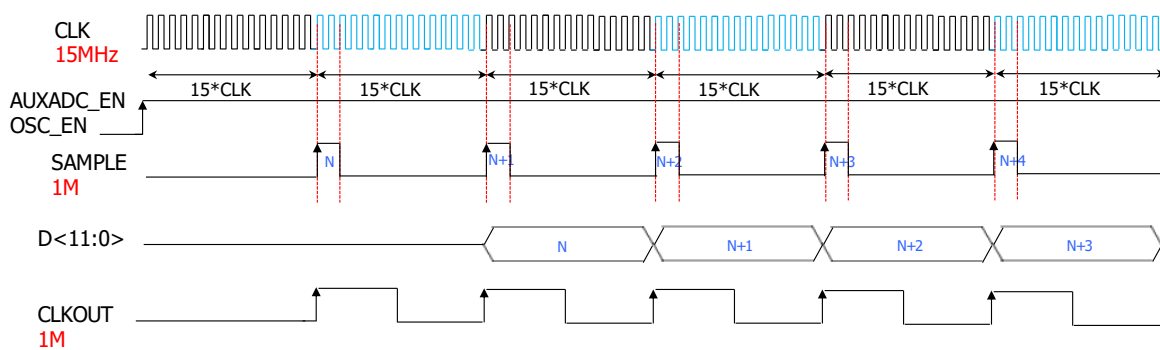 CLK
15MHz
15*CLK 15*CLK 15*CLK 15*CLK 15*CLK 15*CLK
AUXADC_EN
OSC_EN
SAMPLE
1M
N N+1 N+2 N+3 N+4
D<11:0>
N N+1 N+2 N+3
CLKOUT
1M